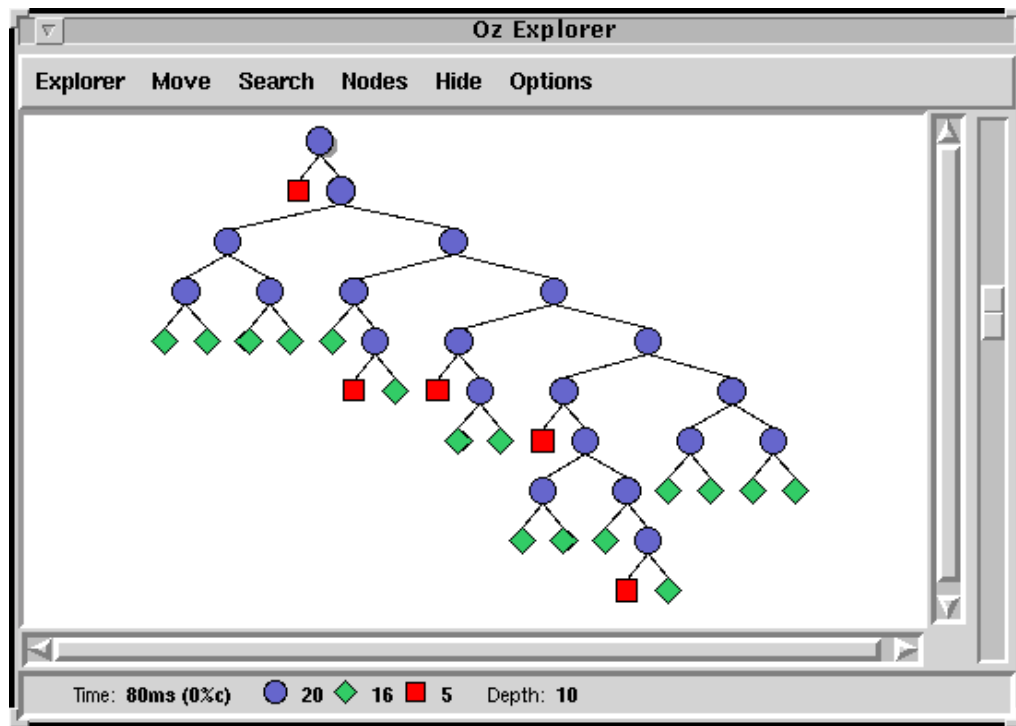 Oz Explorer
Explorer Move Search Nodes Hide Options
Time: 80ms (0%c) 20 16 5 Depth: 10